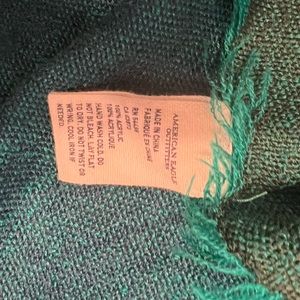 AMERICAN EAGLE
OUTFITTERS
MADE IN CHINA
FABRIQUÉ EN CHINE
100% ACRYLIC
100% ACRYLIQUE
HAND WASH COLD. DO
NOT BLEACH. LAY FLAT
TO DRY. DO NOT TWIST OR
WRING. COOL IRON IF
NEEDED.